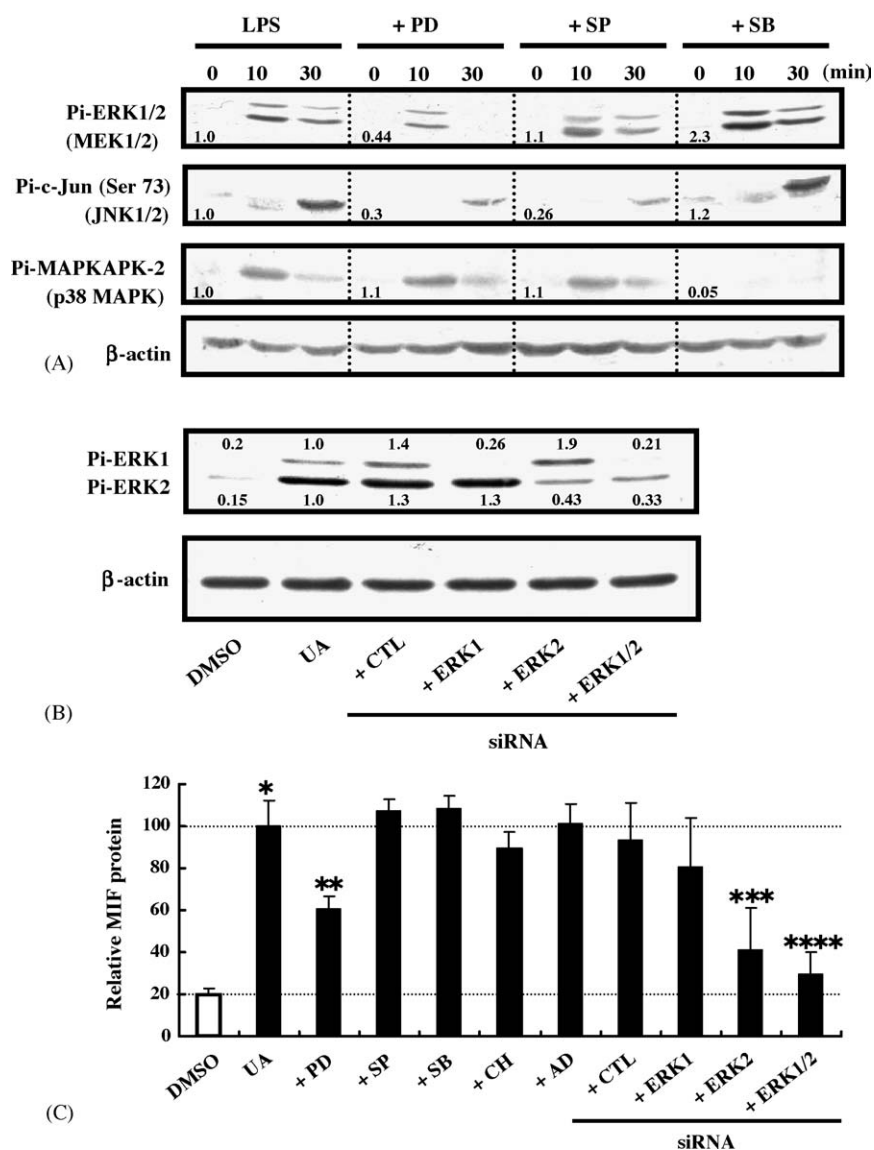 LPS + PD + SP + SB
0 10 30 0 10 30 0 10 30 0 10 30 (min)
Pi-ERK1/2
(MEK1/2)
1.0 0.44 1.1 2.3
Pi-c-Jun (Ser 73)
(JNK1/2)
1.0 0.3 0.26 1.2
Pi-MAPKAPK-2
(p38 MAPK)
1.0 1.1 1.1 0.05
(A) β-actin
0.2 1.0 1.4 0.26 1.9 0.21
Pi-ERK1
Pi-ERK2
0.15 1.0 1.3 1.3 0.43 0.33
β-actin
DMSO UA + CTL + ERK1 + ERK2 + ERK1/2
(B)
siRNA
120
100
80
60
40
20
0
Relative MIF protein
* ** *** ****
DMSO UA + PD + SP + SB + CH + AD + CTL + ERK1 + ERK2 + ERK1/2
(C)
siRNA